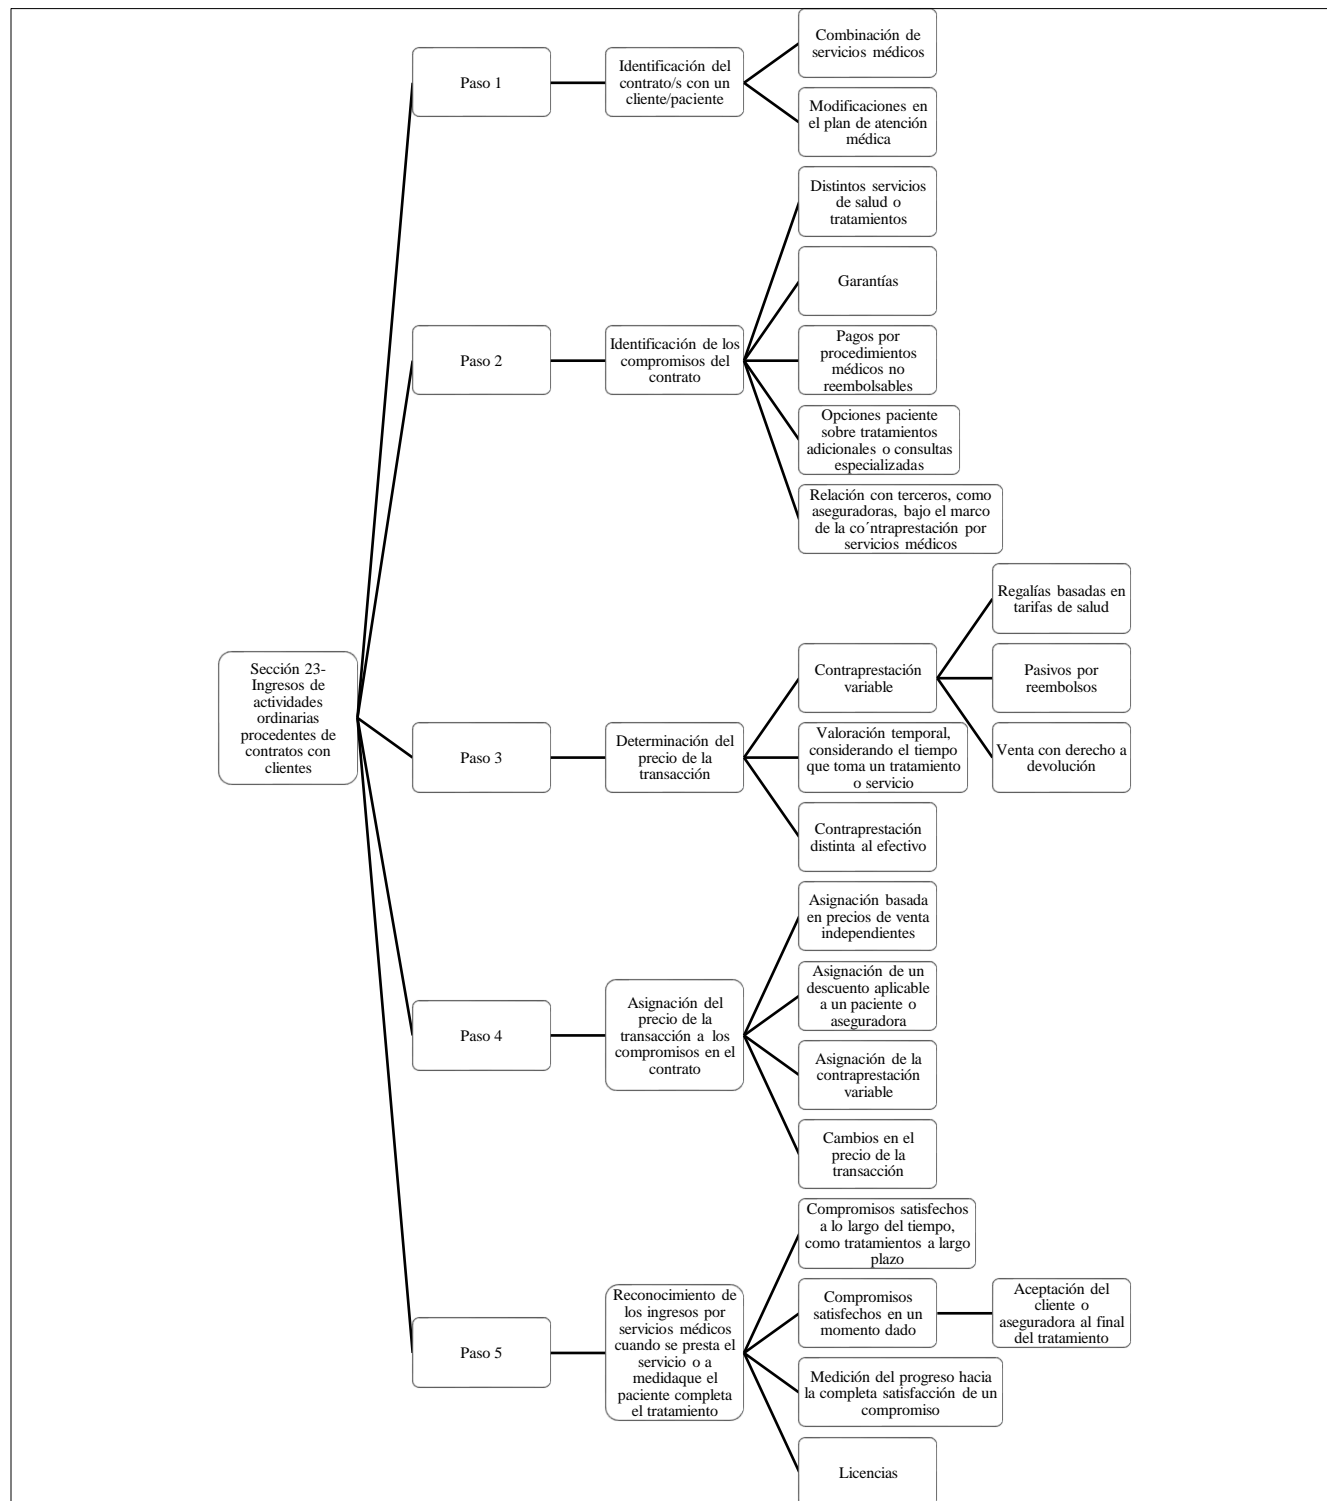 Sección 23-
Ingresos de
actividades
ordinarias
procedentes de
contratos con
clientes
Paso 1
Identificación del
contrato/s con un
cliente/paciente
Combinación de
servicios médicos
Modificaciones en
el plan de atención
médica
Paso 2
Identificación de los
compromisos del
contrato
Distintos servicios
de salud o
tratamientos
Garantías
Pagos por
procedimientos
médicos no
reembolsables
Opciones paciente
sobre tratamientos
adicionales o consultas
especializadas
Relación con terceros, como
aseguradoras, bajo el marco
de la co´ntraprestación por
servicios médicos
Paso 3
Determinación del
precio de la
transacción
Contraprestación
variable
Regalías basadas en
tarifas de salud
Pasivos por
reembolsos
Venta con derecho a
devolución
Valoración temporal,
considerando el tiempo
que toma un tratamiento
o servicio
Contraprestación
distinta al efectivo
Paso 4
Asignación del
precio de la
transacción a los
compromisos en el
contrato
Asignación basada
en precios de venta
independientes
Asignación de un
descuento aplicable
a un paciente o
aseguradora
Asignación de la
contraprestación
variable
Cambios en el
precio de la
transacción
Paso 5
Reconocimiento de
los ingresos por
servicios médicos
cuando se presta el
servicio o a
medidaque el
paciente completa
el tratamiento
Compromisos satisfechos
a lo largo del tiempo,
como tratamientos a largo
plazo
Compromisos
satisfechos en un
momento dado
Aceptación del
cliente o
aseguradora al final
del tratamiento
Medición del progreso hacia
la completa satisfacción de un
compromiso
Licencias